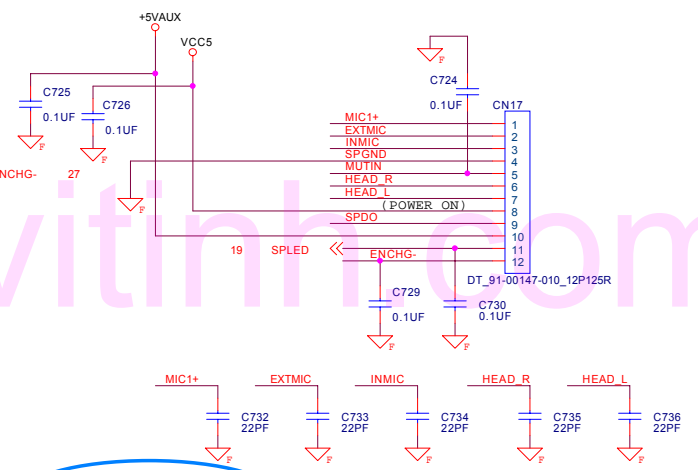 +5VAUX
VCC5
F
C724
0.1UF
C725
0.1UF
C726
0.1UF
CN17
F
F
NCHG- 27
MIC1+ 1
EXTMIC 2
INMIC 3
SPGND 4
MUTIN 5
HEAD_R 6
HEAD_L 7
(POWER ON) 8
SPDO 9
10
19 SPLED 11
ENCHG- 12
F
DT_91-00147-010_12P125R
C729
0.1UF
C730
0.1UF
F
F
vitinh.com
MIC1+
EXTMIC
INMIC
HEAD_R
HEAD_L
C732
22PF
C733
22PF
C734
22PF
C735
22PF
C736
22PF
F
F
F
F
F